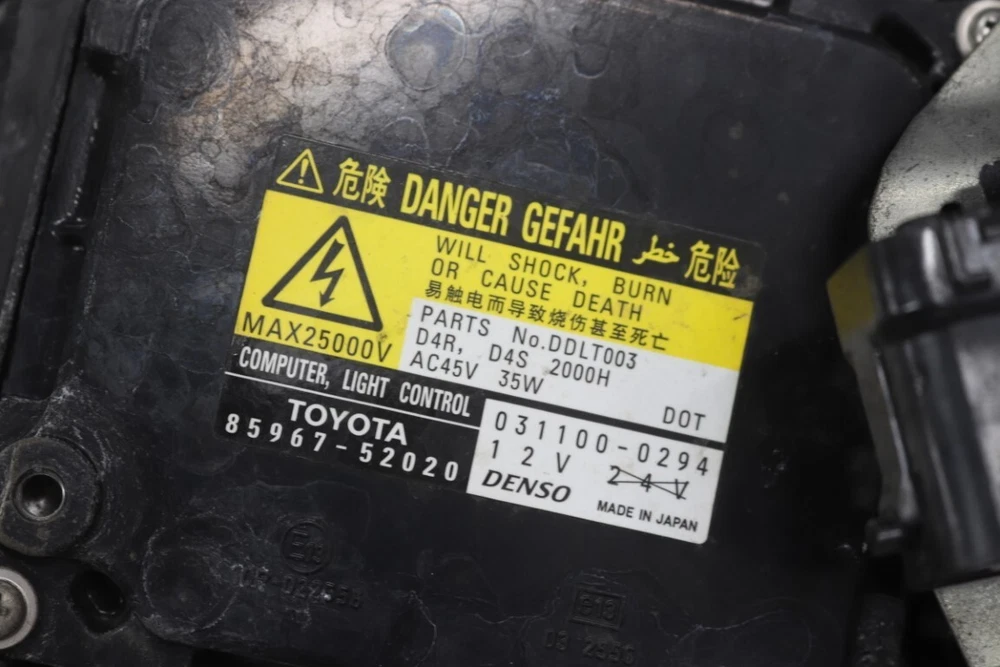 危険 DANGER GEFAHR خطر 危险
WILL SHOCK, BURN
OR CAUSE DEATH
易触电而导致烧伤甚至死亡
MAX25000V
PARTS No.DDLT003
D4R, D4S 2000H
AC45V 35W
DOT
COMPUTER, LIGHT CONTROL
TOYOTA
85967-52020
031100-0294
12V 24V
DENSO
MADE IN JAPAN